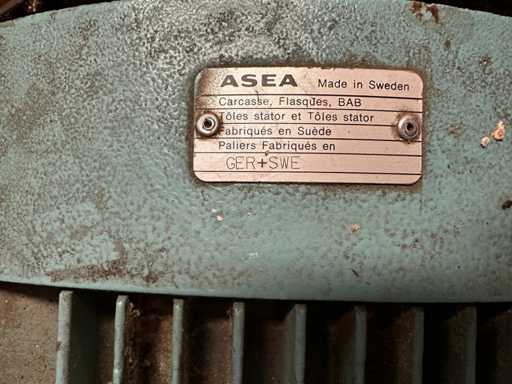 ASEA Made in Sweden
Carcasse, Flasques, BAB
Tôles stator et Tôles stator
Fabriqués en Suède
Paliers Fabriqués en
GER+SWE